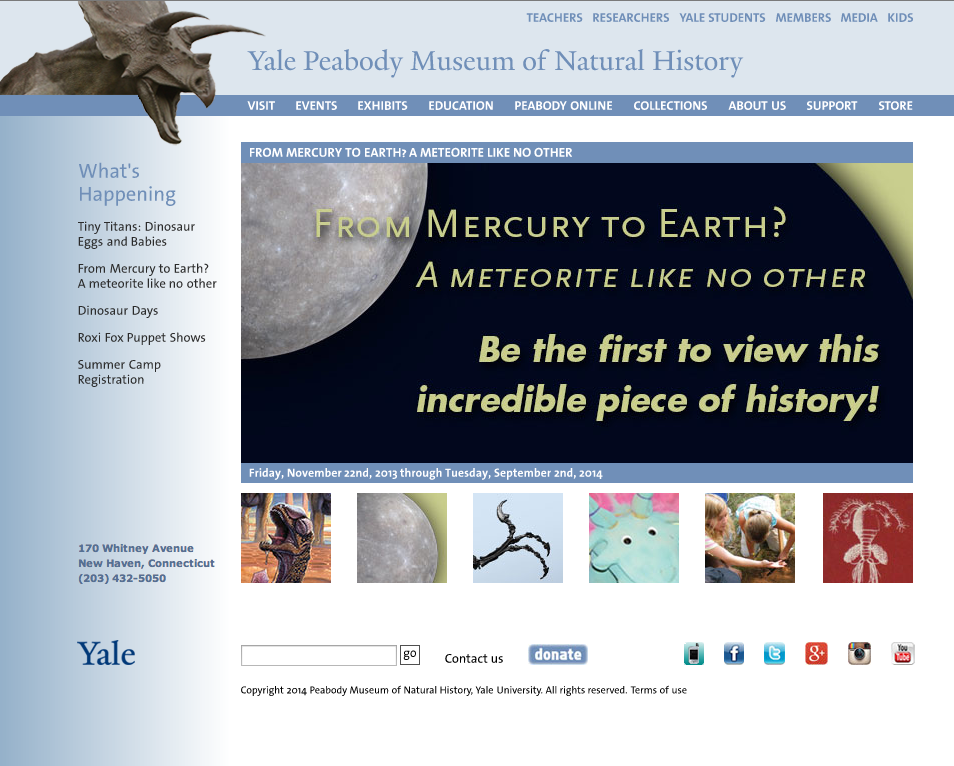 TEACHERS RESEARCHERS YALE STUDENTS MEMBERS MEDIA KIDS
Yale Peabody Museum of Natural History
VISIT EVENTS EXHIBITS EDUCATION PEABODY ONLINE COLLECTIONS ABOUT US SUPPORT STORE
What's
Happening
Tiny Titans: Dinosaur
Eggs and Babies
From Mercury to Earth?
A meteorite like no other
Dinosaur Days
Roxi Fox Puppet Shows
Summer Camp
Registration
170 Whitney Avenue
New Haven, Connecticut
(203) 432-5050
Yale
FROM MERCURY TO EARTH? A METEORITE LIKE NO OTHER
From Mercury to Earth?
A METEORITE LIKE NO OTHER
Be the first to view this
incredible piece of history!
Friday, November 22nd, 2013 through Tuesday, September 2nd, 2014
go
Contact us
donate
f
t
g+
You
Tube
Copyright 2014 Peabody Museum of Natural History, Yale University. All rights reserved. Terms of use